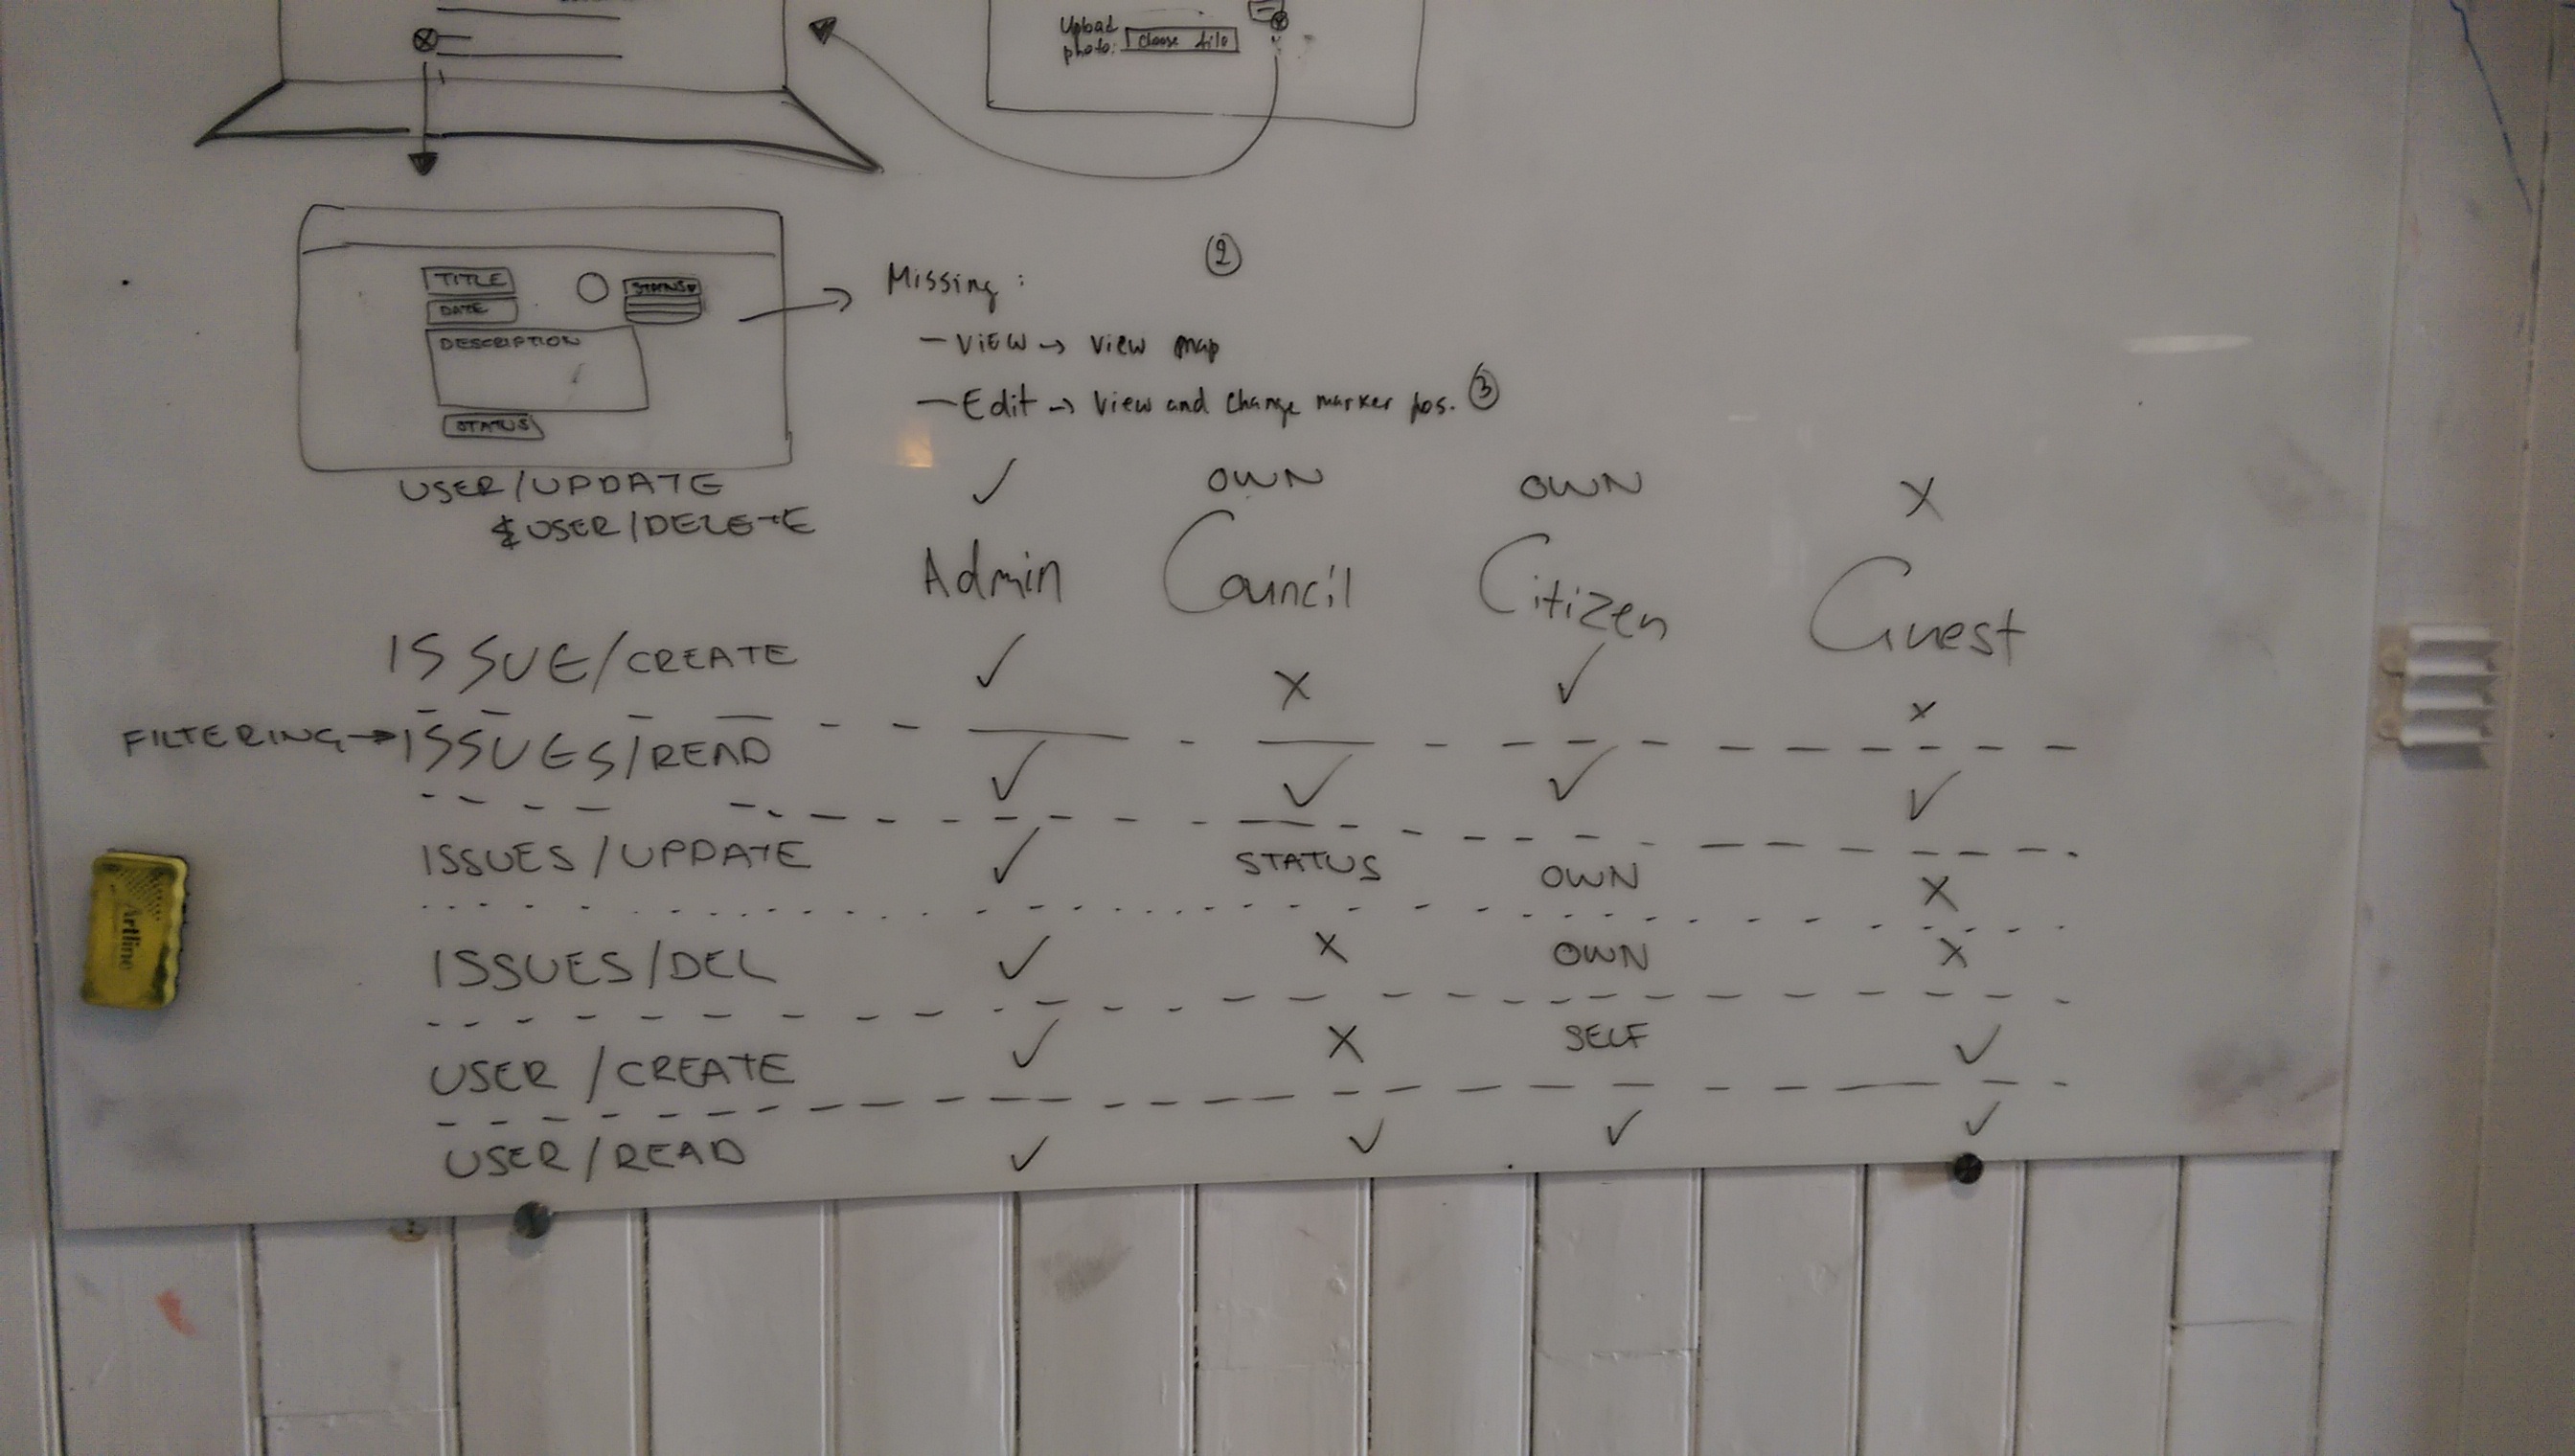 Upload
photo: Choose file
TITLE
DATE
STATUS
DESCRIPTION
STATUS
2
Missing :
- VIEW → View map
- Edit → View and change marker pos. 3
USER/UPDATE ✓ OWN OWN X
& USER/DELETE
Admin Council Citizen Guest
ISSUE/CREATE ✓ X ✓ X
FILTERING → ISSUES/READ ✓ ✓ ✓ ✓
ISSUES/UPDATE ✓ STATUS OWN X
ISSUES/DEL ✓ X OWN X
USER/CREATE ✓ X SELF ✓
USER/READ ✓ ✓ ✓ ✓
Artline